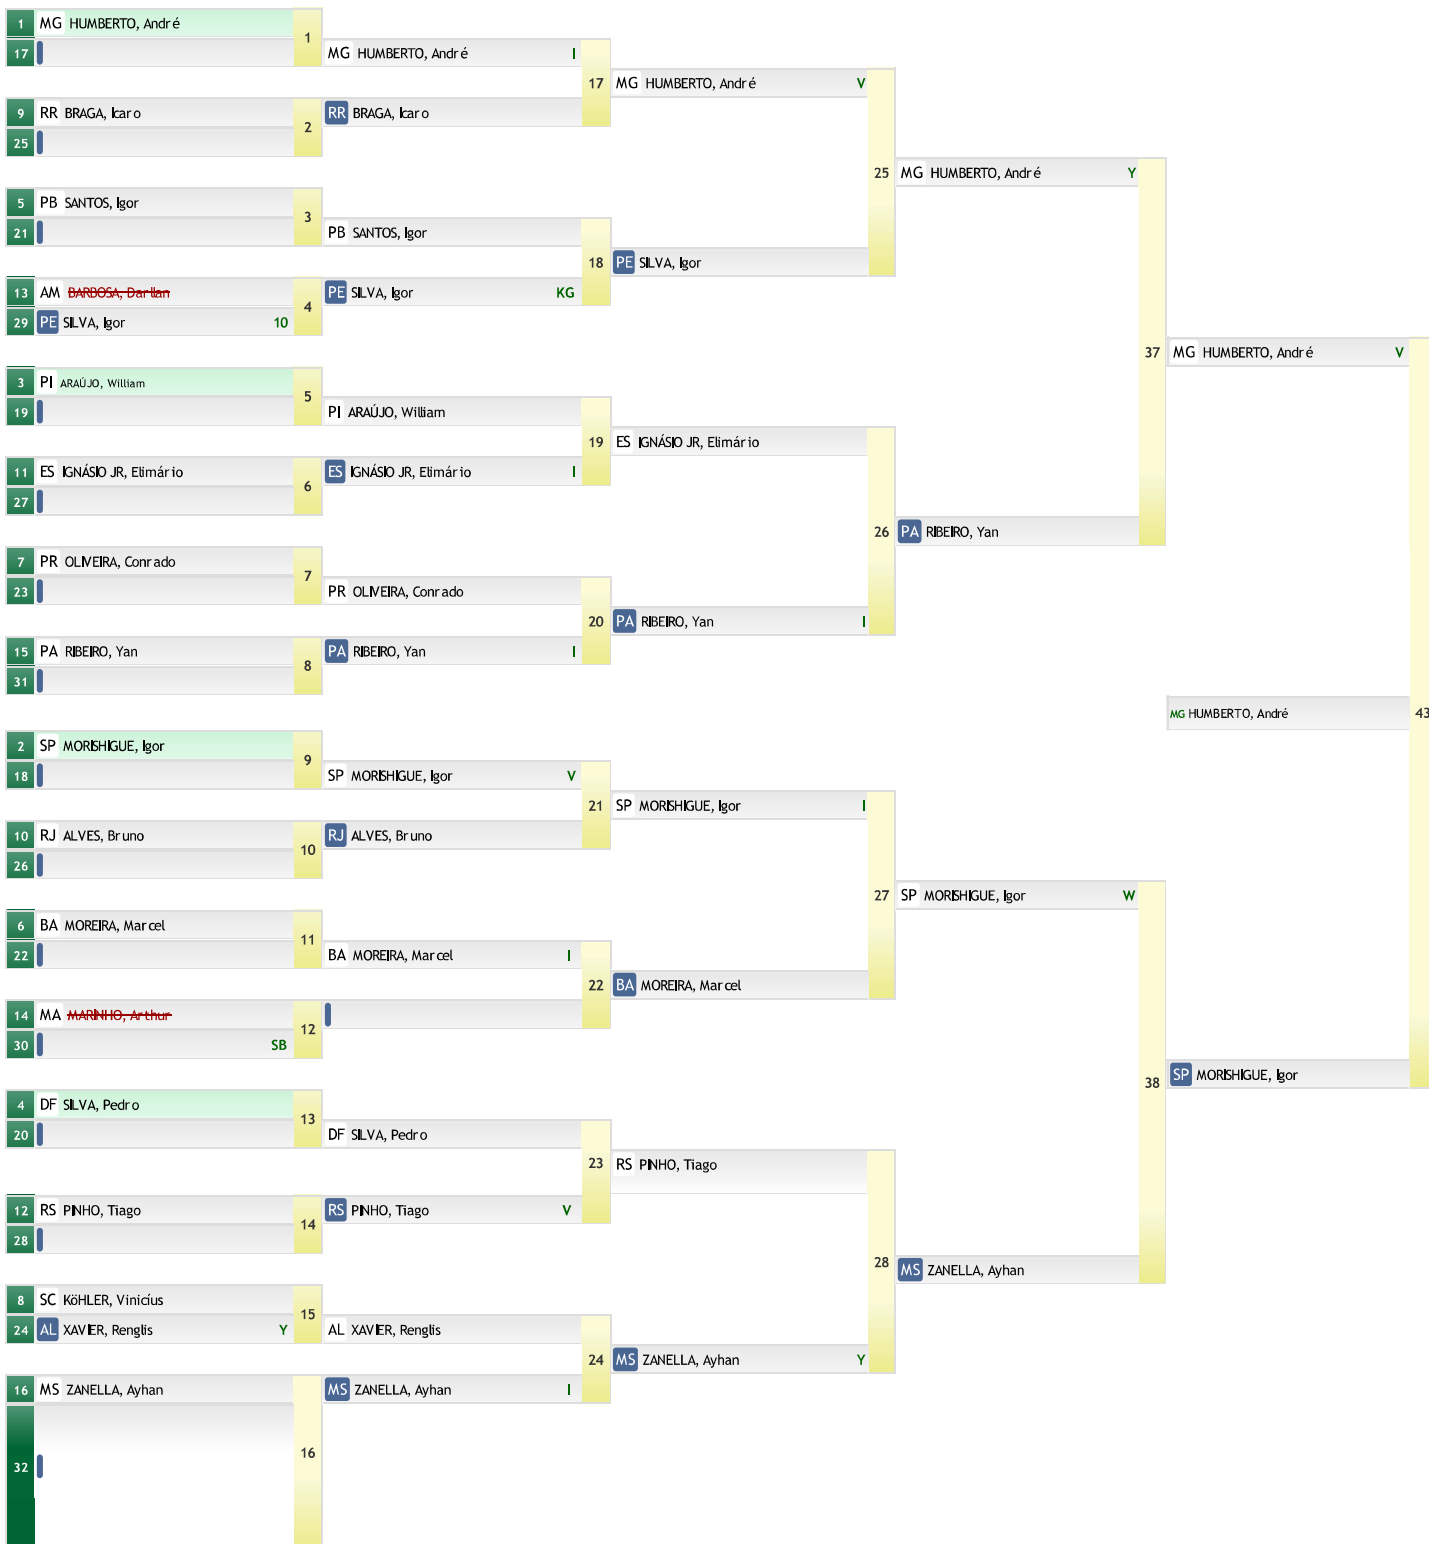 1 MG HUMBERTO, André
17
1
MG HUMBERTO, André I
17
MG HUMBERTO, André V
9 RR BRAGA, Icaro
25
2
RR BRAGA, Icaro
25
MG HUMBERTO, André Y
5 PB SANTOS, Igor
21
3
PB SANTOS, Igor
18
PE SILVA, Igor
13 AM BARBOSA, Darllan
29 PE SILVA, Igor 10
4
PE SILVA, Igor KG
37
MG HUMBERTO, André V
3 PI ARAÚJO, William
19
5
PI ARAÚJO, William
19
ES IGNÁSIO JR, Elimário
11 ES IGNÁSIO JR, Elimário
27
6
ES IGNÁSIO JR, Elimário I
26
PA RIBEIRO, Yan
7 PR OLIVEIRA, Conrado
23
7
PR OLIVEIRA, Conrado
20
PA RIBEIRO, Yan I
15 PA RIBEIRO, Yan
31
8
PA RIBEIRO, Yan I
MG HUMBERTO, André
43
2 SP MORISHIGUE, Igor
18
9
SP MORISHIGUE, Igor V
21
SP MORISHIGUE, Igor I
10 RJ ALVES, Bruno
26
10
RJ ALVES, Bruno
27
SP MORISHIGUE, Igor W
6 BA MOREIRA, Marcel
22
11
BA MOREIRA, Marcel I
22
BA MOREIRA, Marcel
14 MA MARINHO, Arthur
30 SB
12
38
SP MORISHIGUE, Igor
4 DF SILVA, Pedro
20
13
DF SILVA, Pedro
23
RS PINHO, Tiago
12 RS PINHO, Tiago
28
14
RS PINHO, Tiago V
28
MS ZANELLA, Ayhan
8 SC KöHLER, Vinicíus
24 AL XAVIER, Renglis Y
15
AL XAVIER, Renglis
24
MS ZANELLA, Ayhan Y
16 MS ZANELLA, Ayhan
32
16
MS ZANELLA, Ayhan I